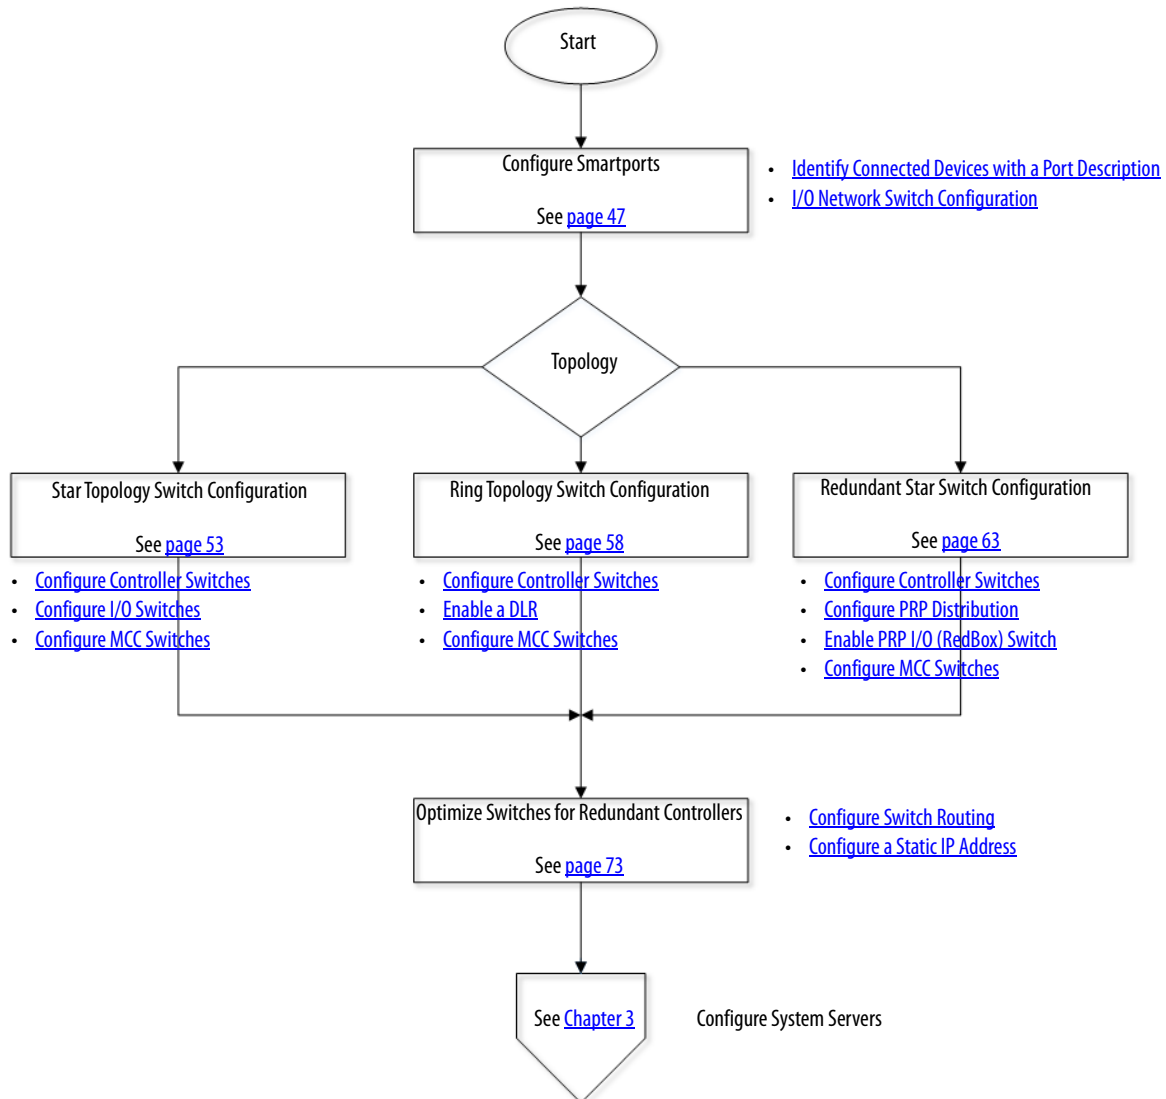 Start
Configure Smartports
See page 47
• Identify Connected Devices with a Port Description
• I/O Network Switch Configuration
Topology
Star Topology Switch Configuration
See page 53
• Configure Controller Switches
• Configure I/O Switches
• Configure MCC Switches
Ring Topology Switch Configuration
See page 58
• Configure Controller Switches
• Enable a DLR
• Configure MCC Switches
Redundant Star Switch Configuration
See page 63
• Configure Controller Switches
• Configure PRP Distribution
• Enable PRP I/O (RedBox) Switch
• Configure MCC Switches
Optimize Switches for Redundant Controllers
See page 73
• Configure Switch Routing
• Configure a Static IP Address
See Chapter 3
Configure System Servers